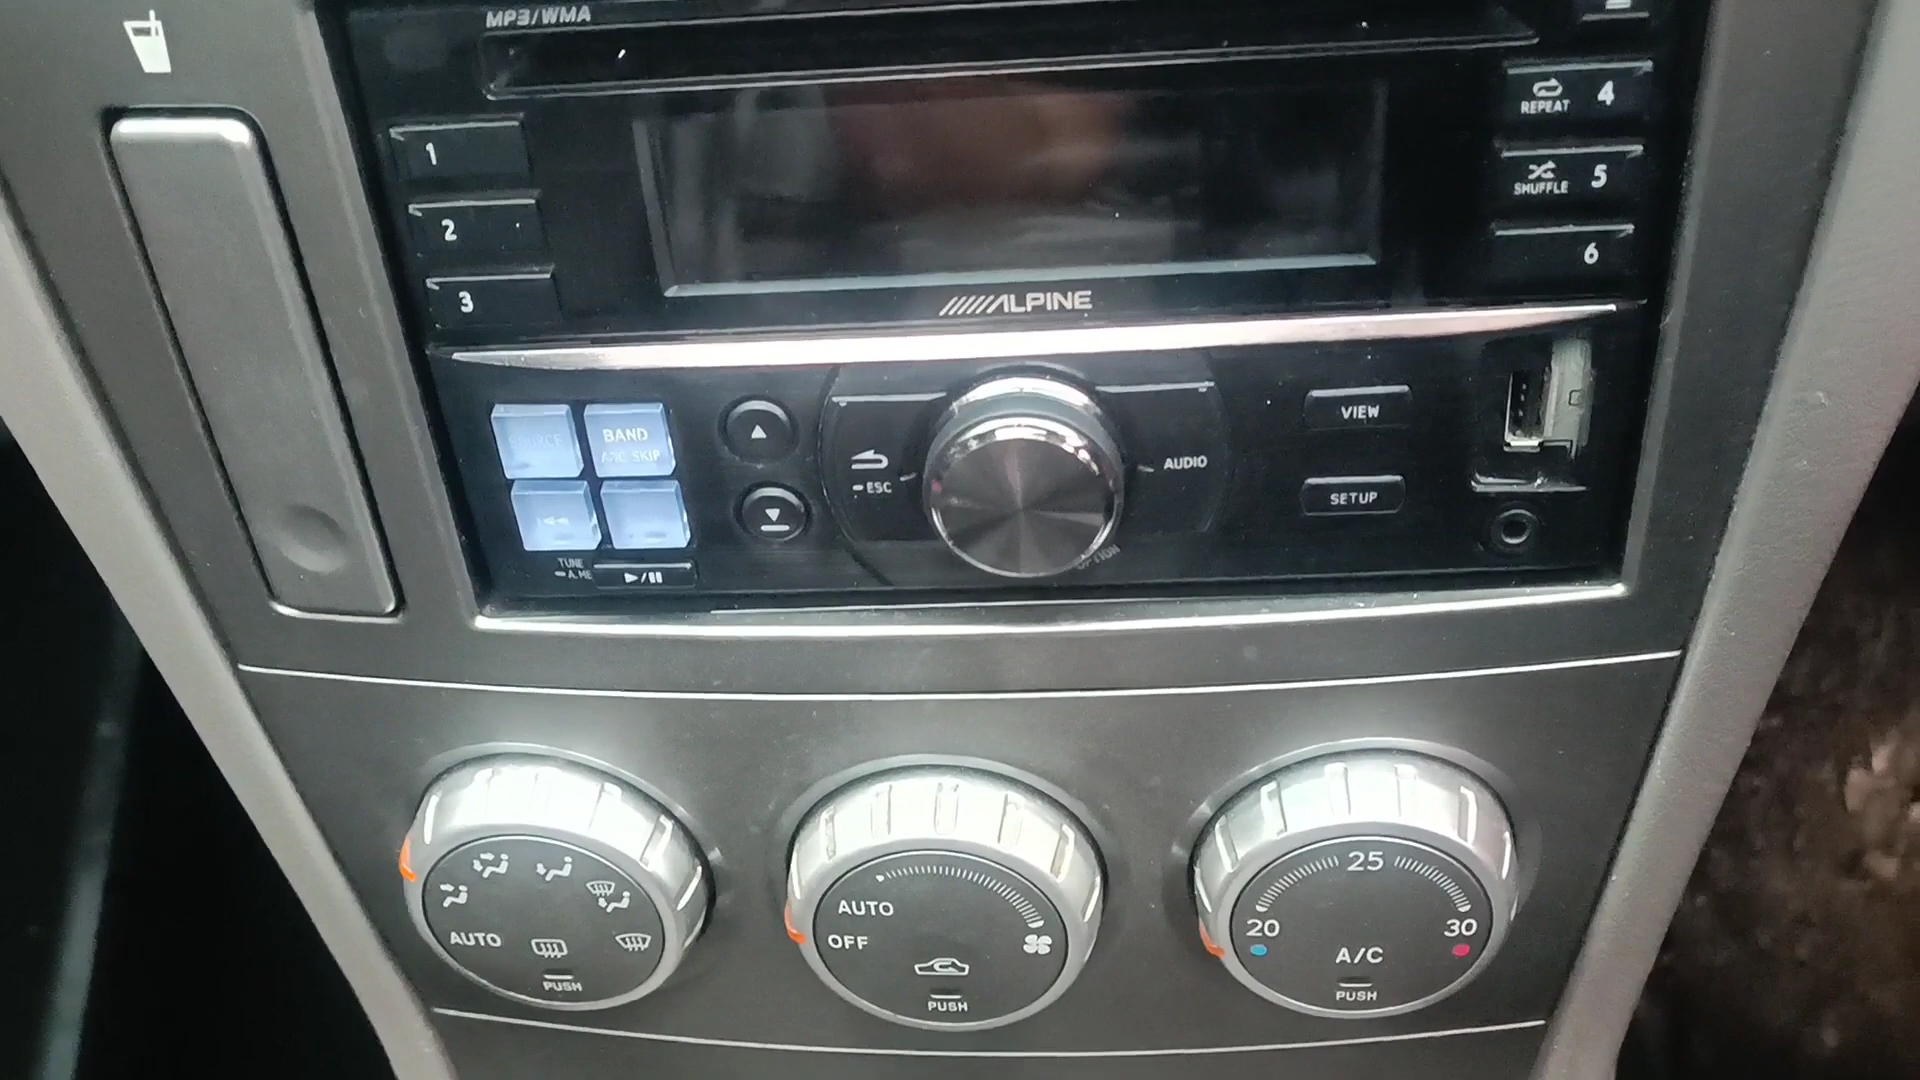 MP3/WMA
1
2
3
REPEAT 4
SHUFFLE 5
6
ALPINE
SOURCE
BAND
TUNE
A.ME
ESC
AUDIO
VIEW
SETUP
OPTION
AUTO
PUSH
AUTO
OFF
PUSH
25
20
30
A/C
PUSH